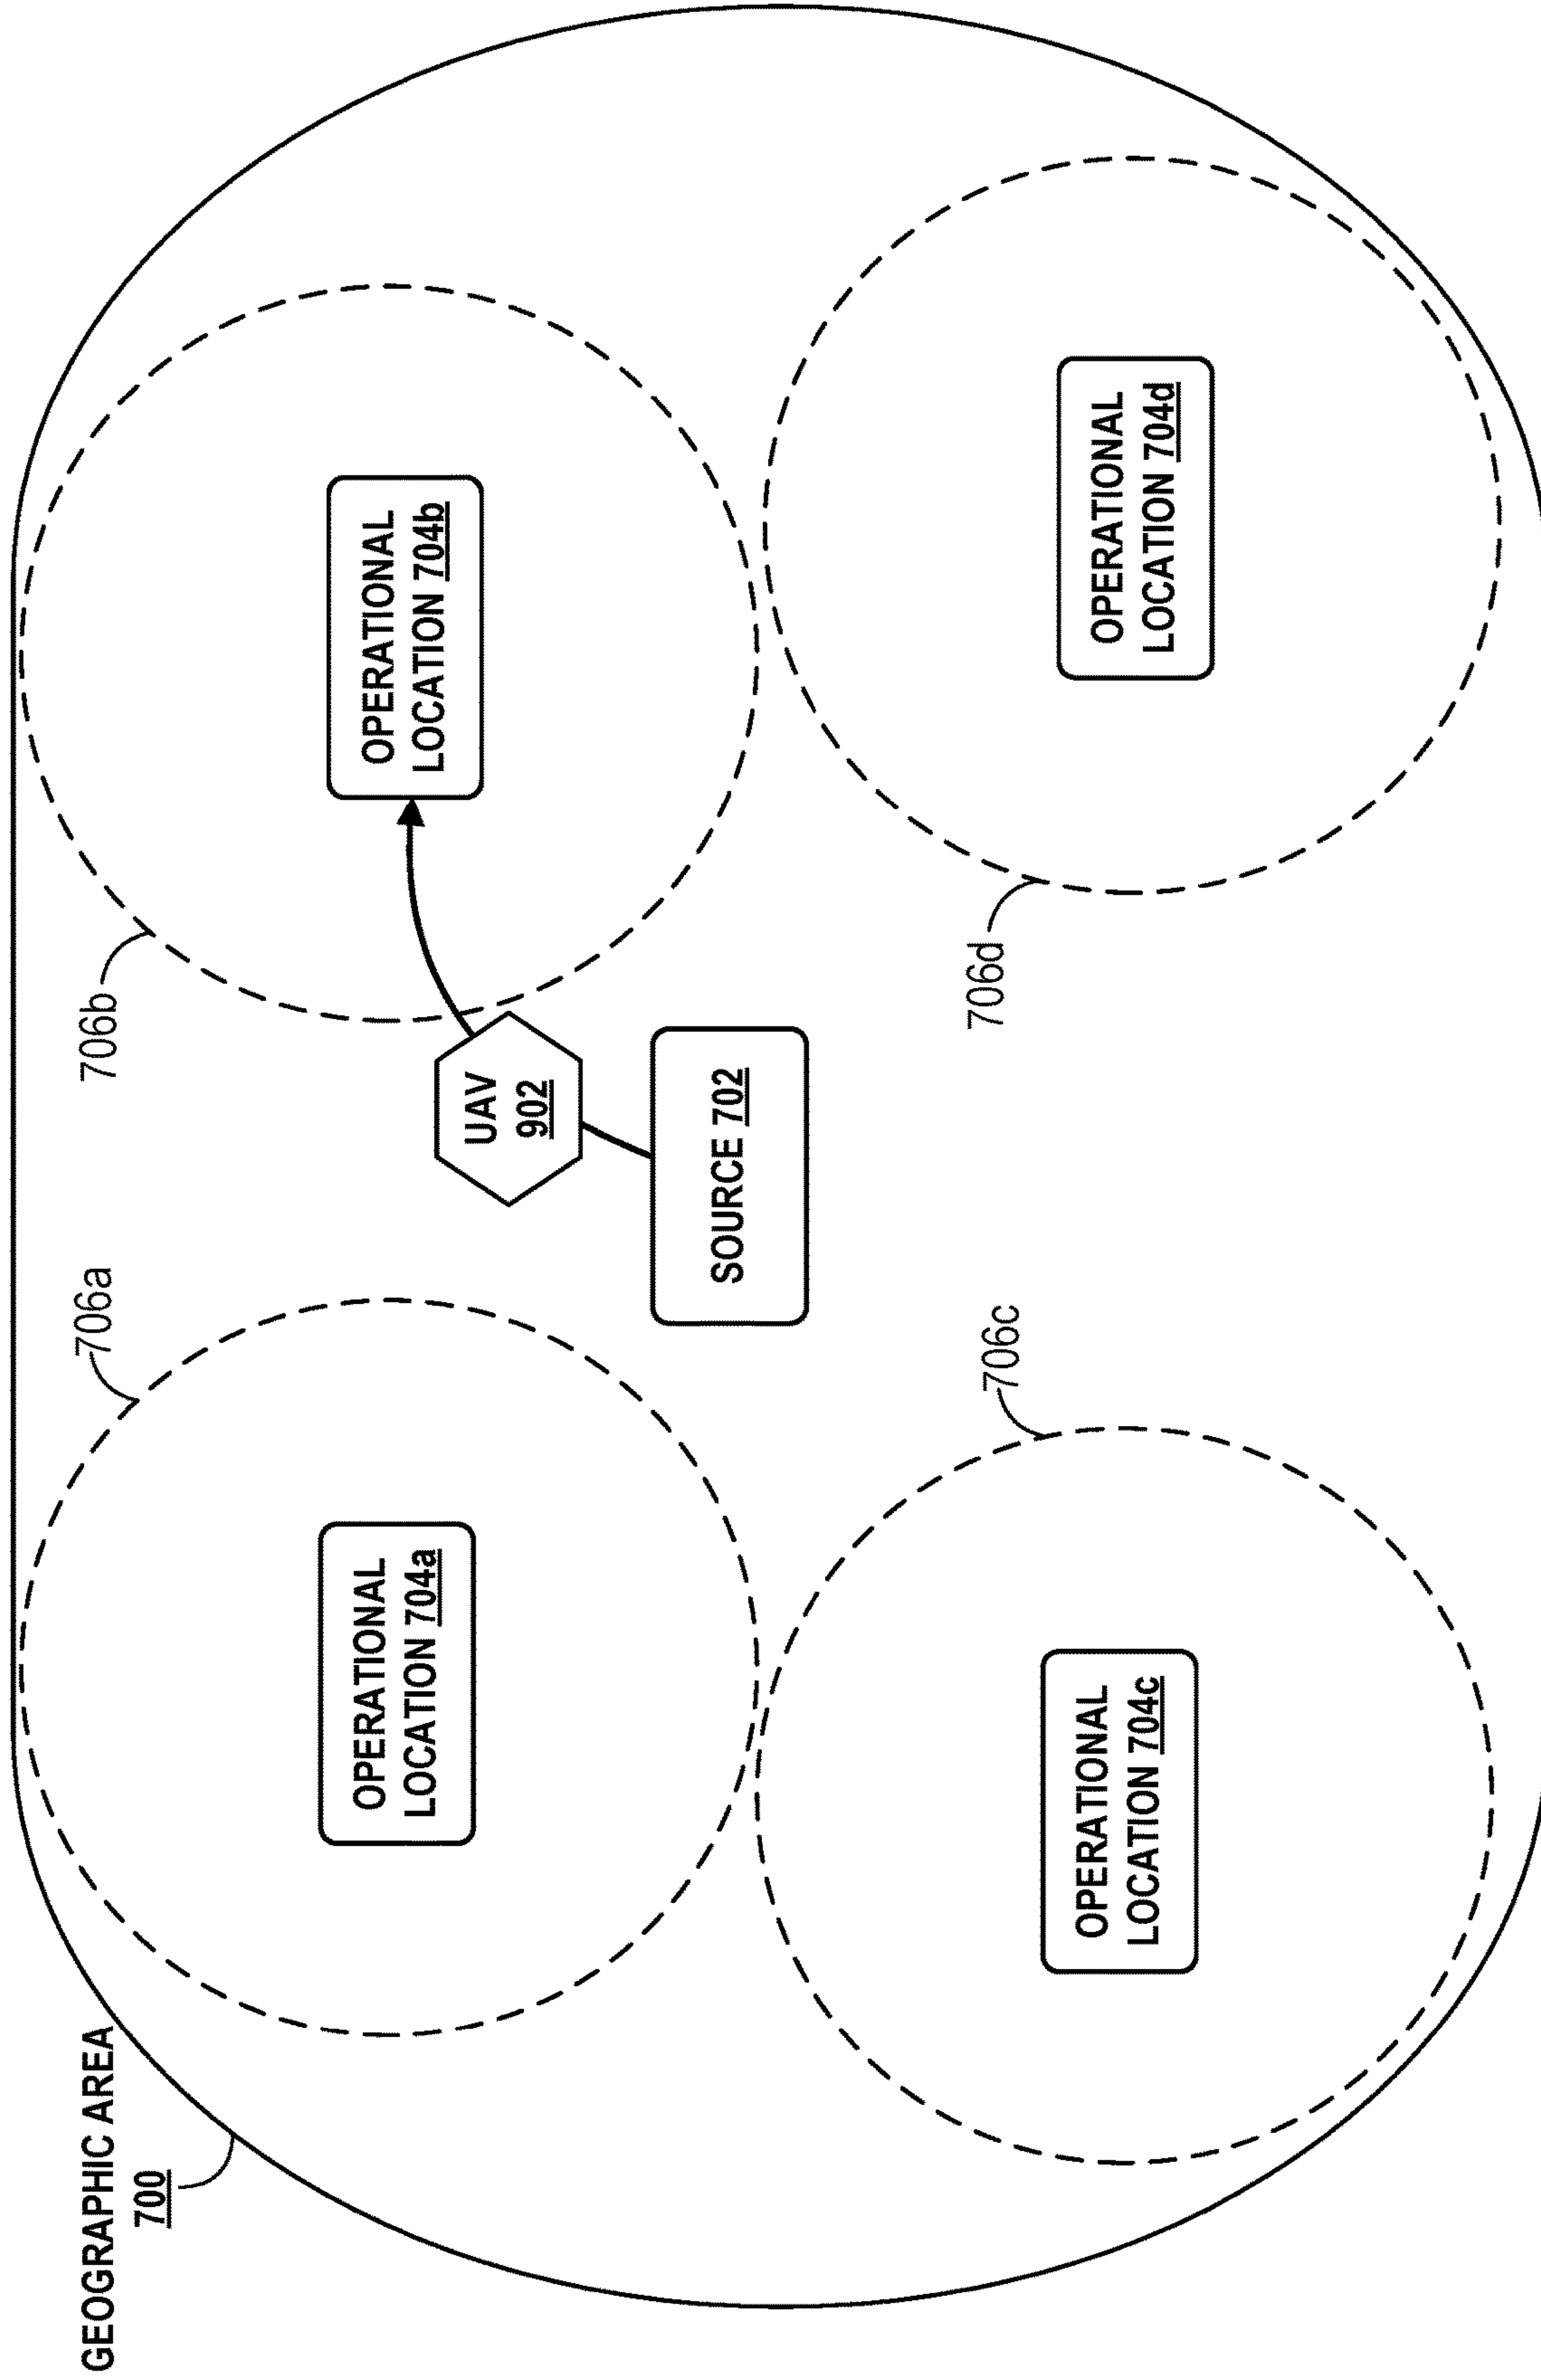 GEOGRAPHIC AREA
700
706a
706b
OPERATIONAL
LOCATION 704a
OPERATIONAL
LOCATION 704b
UAV
902
SOURCE 702
706c
706d
OPERATIONAL
LOCATION 704c
OPERATIONAL
LOCATION 704d